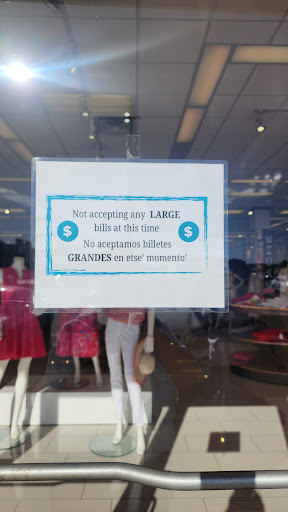 Not accepting any LARGE
bills at this time
$ $
No aceptamos billetes
GRANDES en etse' momento'